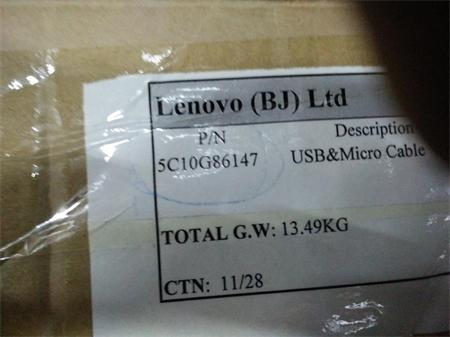 Lenovo (BJ) Ltd
P/N Description
5C10G86147 USB&Micro Cable
TOTAL G.W: 13.49KG
CTN: 11/28